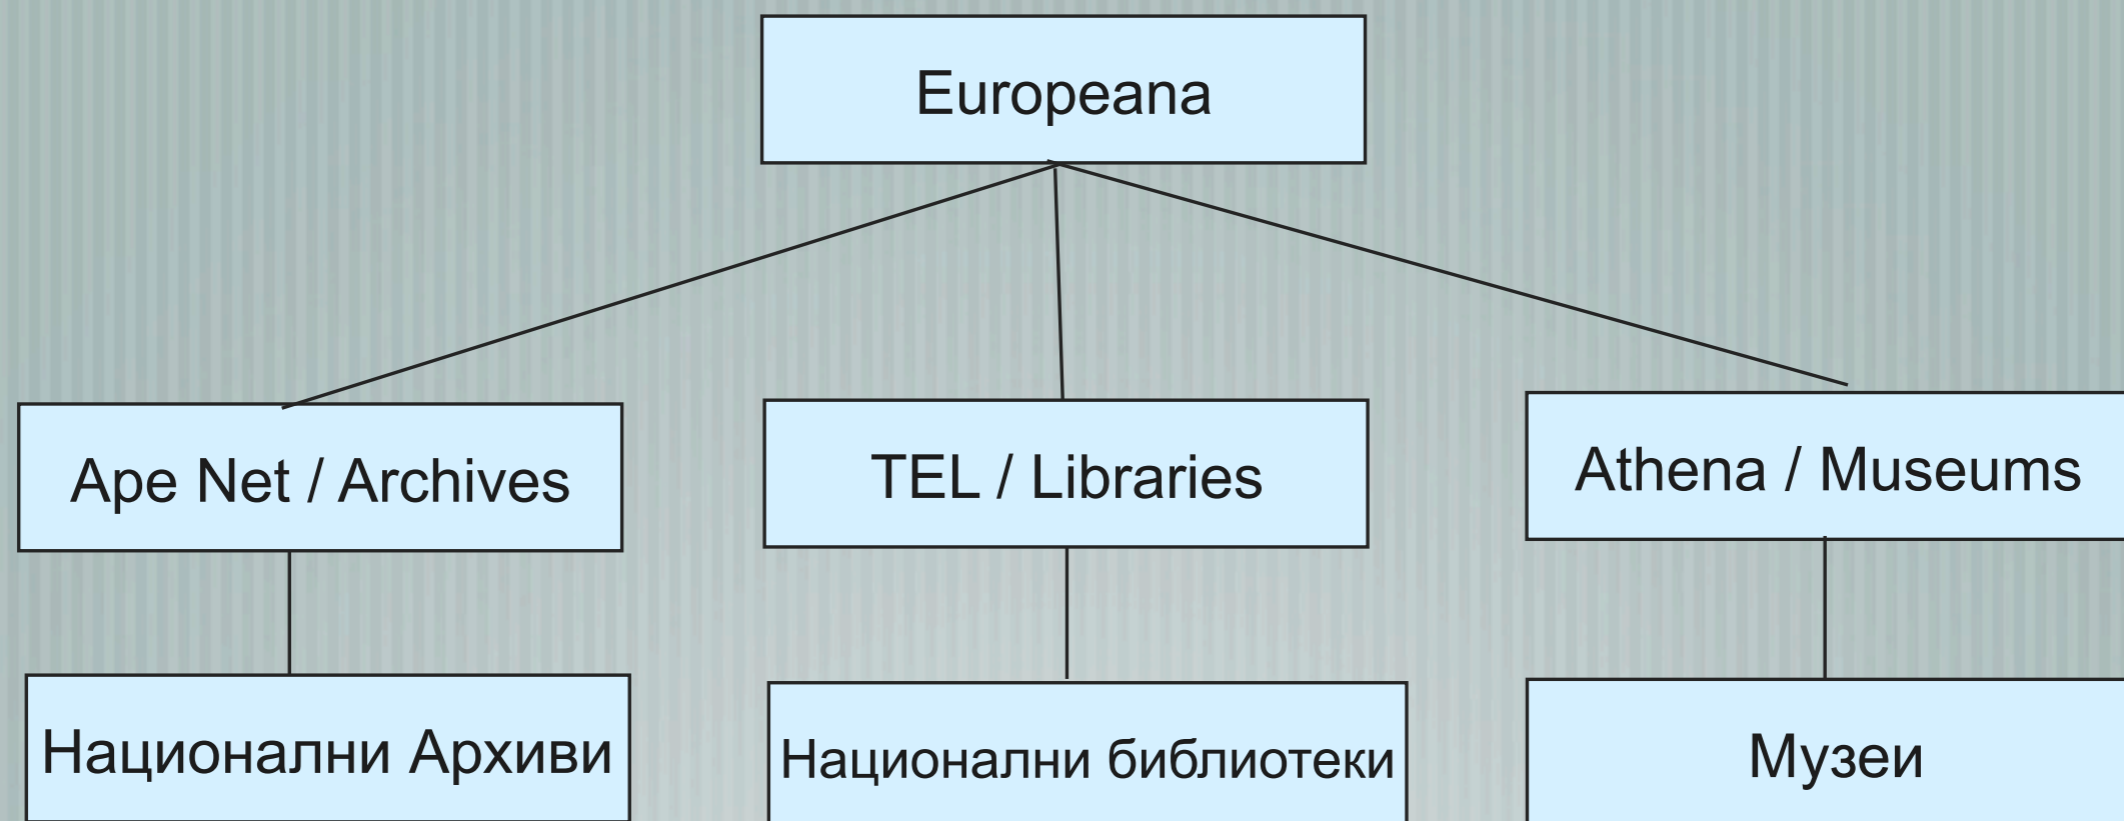 Europeana
Ape Net / Archives
TEL / Libraries
Athena / Museums
Национални Архиви
Национални библиотеки
Музеи